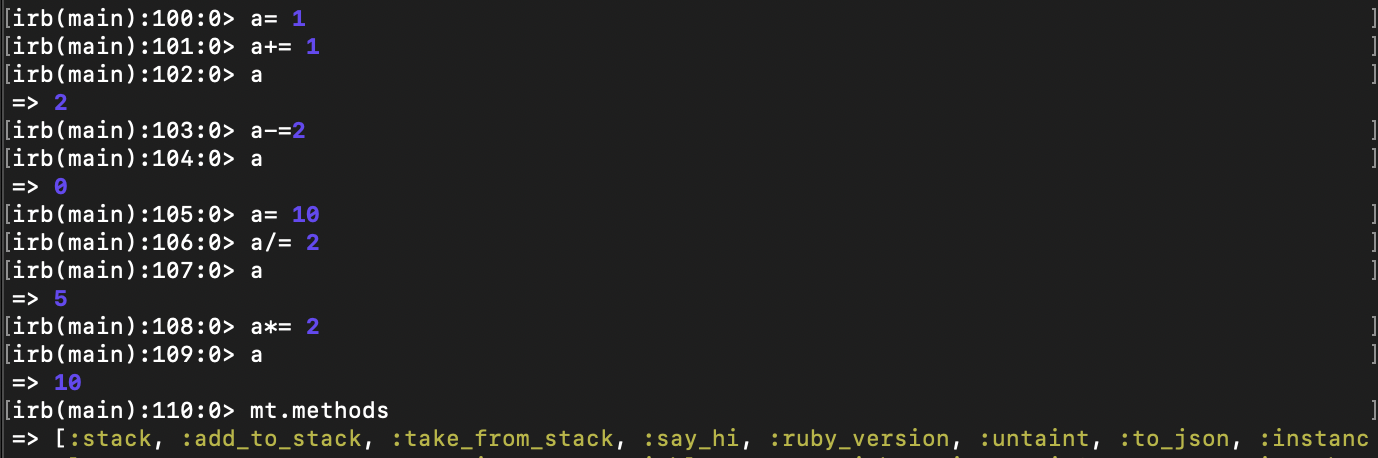 [irb(main):100:0> a= 1 ]
[irb(main):101:0> a+= 1 ]
[irb(main):102:0> a ]
=> 2
[irb(main):103:0> a-=2 ]
[irb(main):104:0> a ]
=> 0
[irb(main):105:0> a= 10 ]
[irb(main):106:0> a/= 2 ]
[irb(main):107:0> a ]
=> 5
[irb(main):108:0> a*= 2 ]
[irb(main):109:0> a ]
=> 10
[irb(main):110:0> mt.methods ]
=> [:stack, :add_to_stack, :take_from_stack, :say_hi, :ruby_version, :untaint, :to_json, :instanc